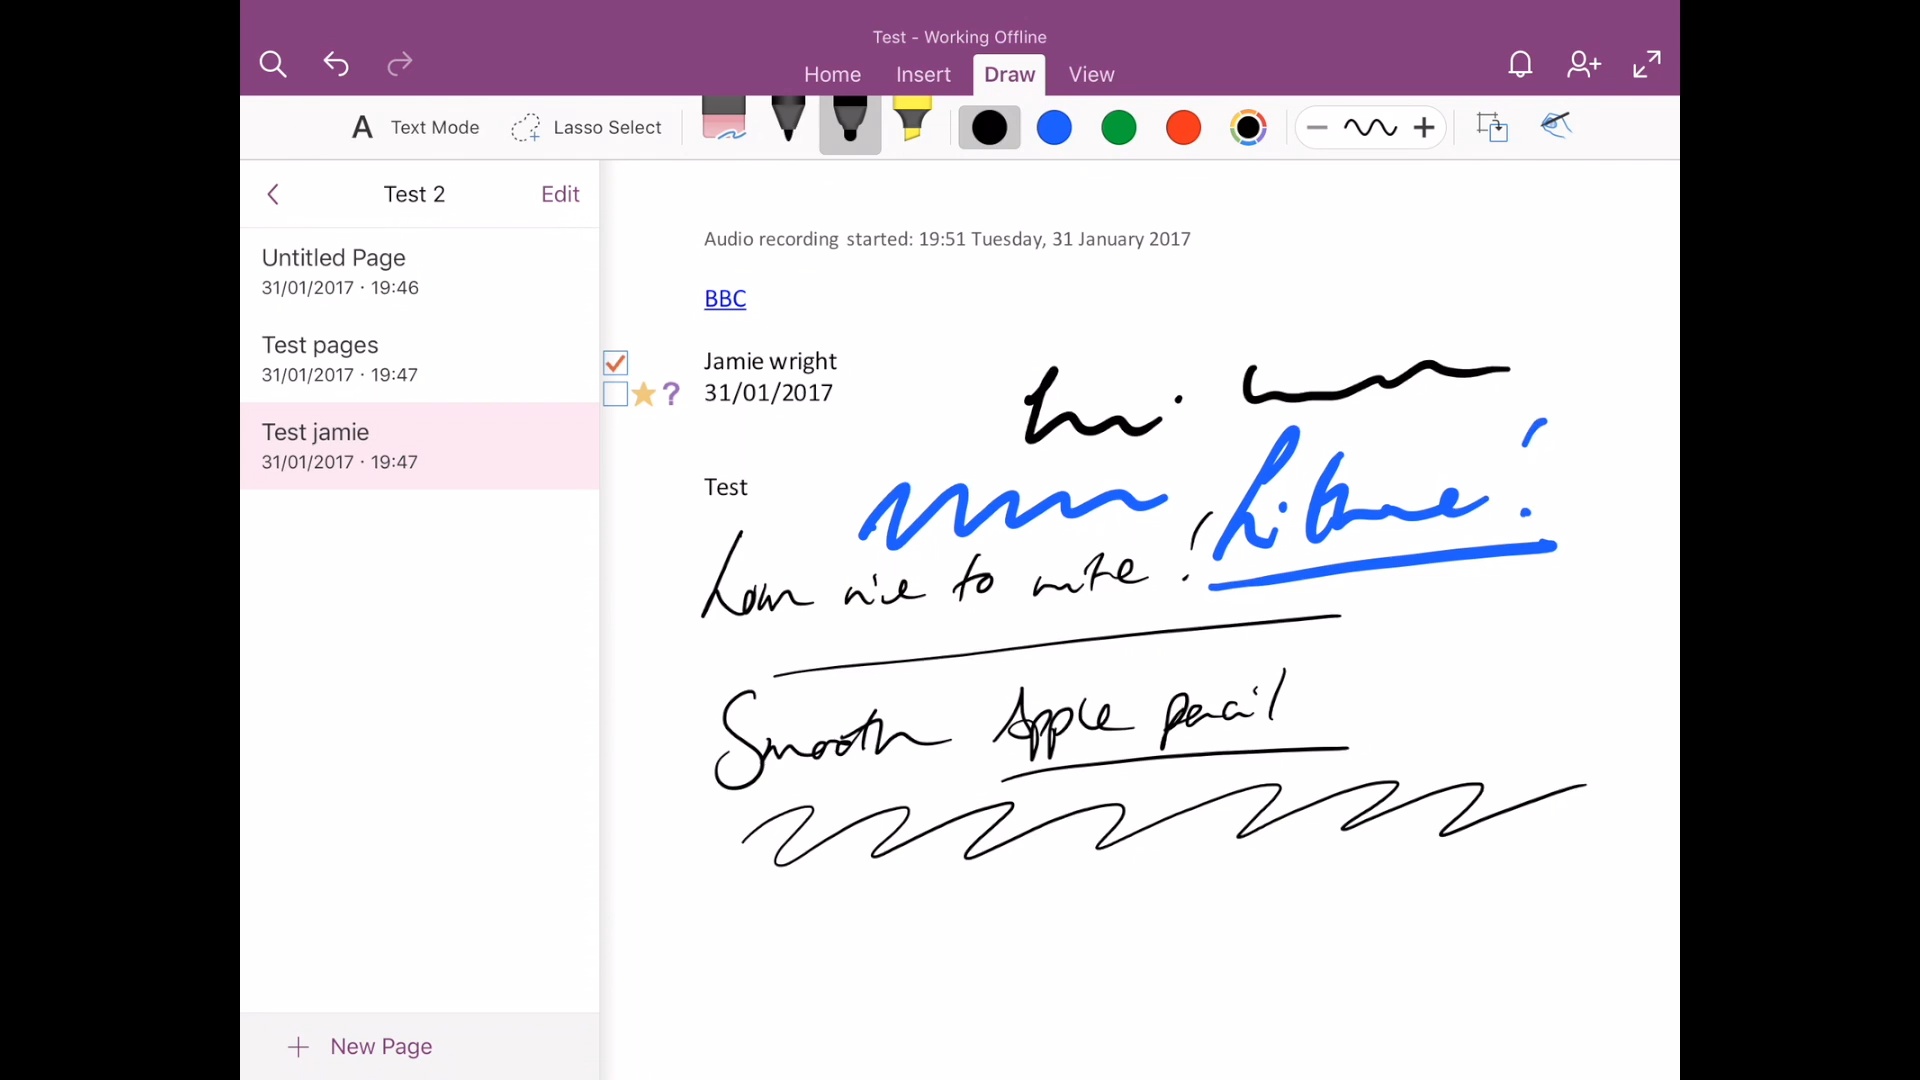 Test - Working Offline
Home Insert Draw View
A Text Mode Lasso Select
Test 2 Edit
Untitled Page
31/01/2017 · 19:46
Test pages
31/01/2017 · 19:47
Test jamie
31/01/2017 · 19:47
New Page
Audio recording started: 19:51 Tuesday, 31 January 2017
BBC
Jamie wright
? 31/01/2017
Test
nice to write !
Smooth Apple pencil